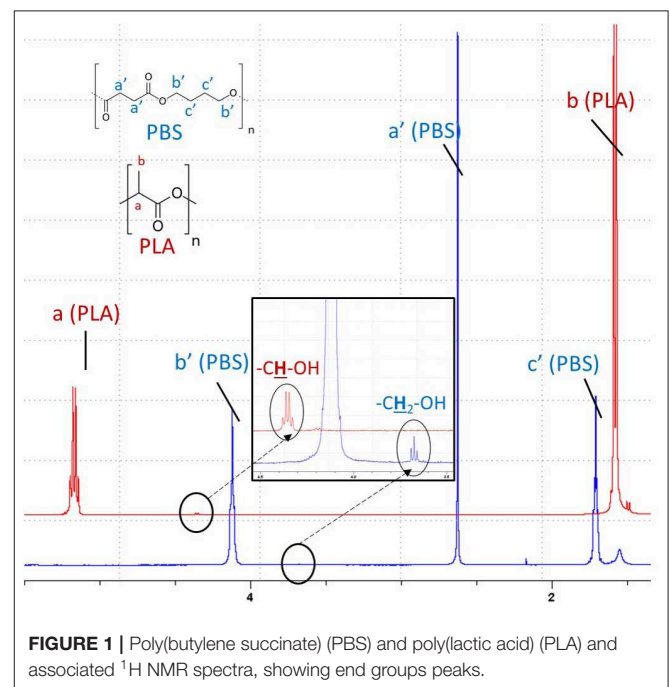 a'
O
b'
c'
O
O
a'
O
c'
b'
n
PBS
b
a
O
O
n
PLA
a' (PBS)
b (PLA)
a (PLA)
b' (PBS)
c' (PBS)
-CH-OH
-CH₂-OH
4
2
FIGURE 1 | Poly(butylene succinate) (PBS) and poly(lactic acid) (PLA) and
associated ¹H NMR spectra, showing end groups peaks.